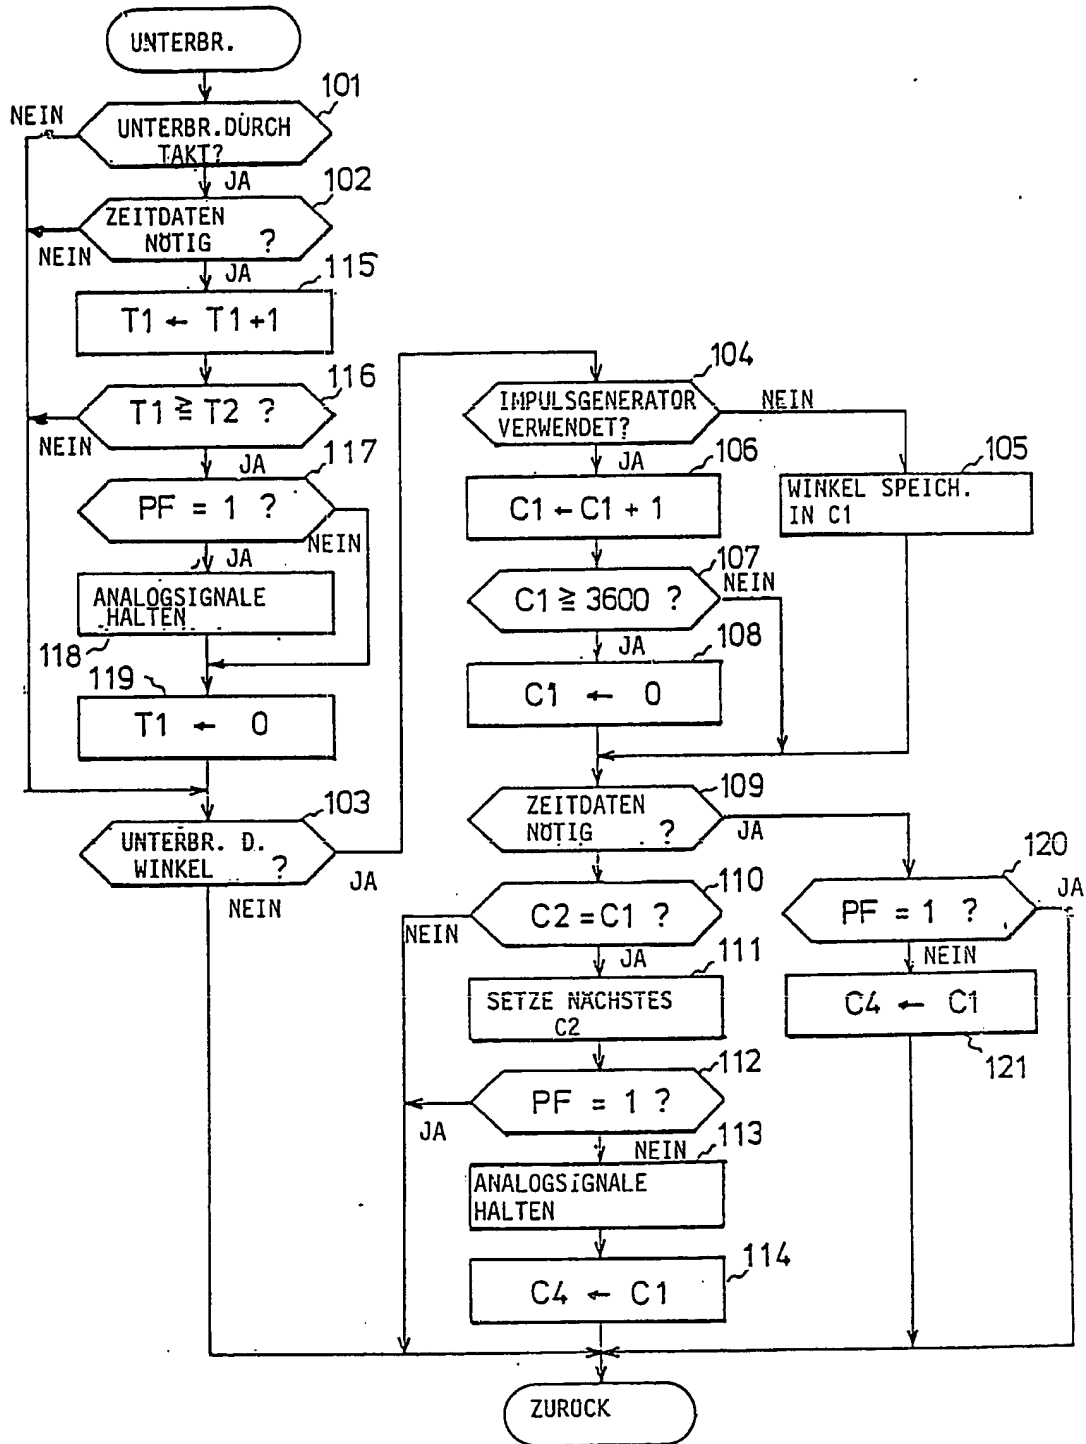 UNTERBR.
101
NEIN
UNTERBR.DURCH
TAKT?
JA
102
ZEITDATEN
NÖTIG ?
NEIN
JA
115
T1 ← T1+1
116
T1 ≧ T2 ?
NEIN
JA
117
PF = 1 ?
NEIN
JA
ANALOGSIGNALE
HALTEN
118
119
T1 ← 0
103
UNTERBR. D.
WINKEL ?
JA
NEIN
104
IMPULSGENERATOR
VERWENDET?
NEIN
JA
106
C1 ← C1 + 1
105
WINKEL SPEICH.
IN C1
107
C1 ≧ 3600 ?
NEIN
JA
108
C1 ← 0
109
ZEITDATEN
NÖTIG ?
JA
110
C2 = C1 ?
NEIN
JA
111
SETZE NÄCHSTES
C2
112
PF = 1 ?
JA
NEIN
113
ANALOGSIGNALE
HALTEN
114
C4 ← C1
120
PF = 1 ?
JA
NEIN
C4 ← C1
121
ZURÜCK